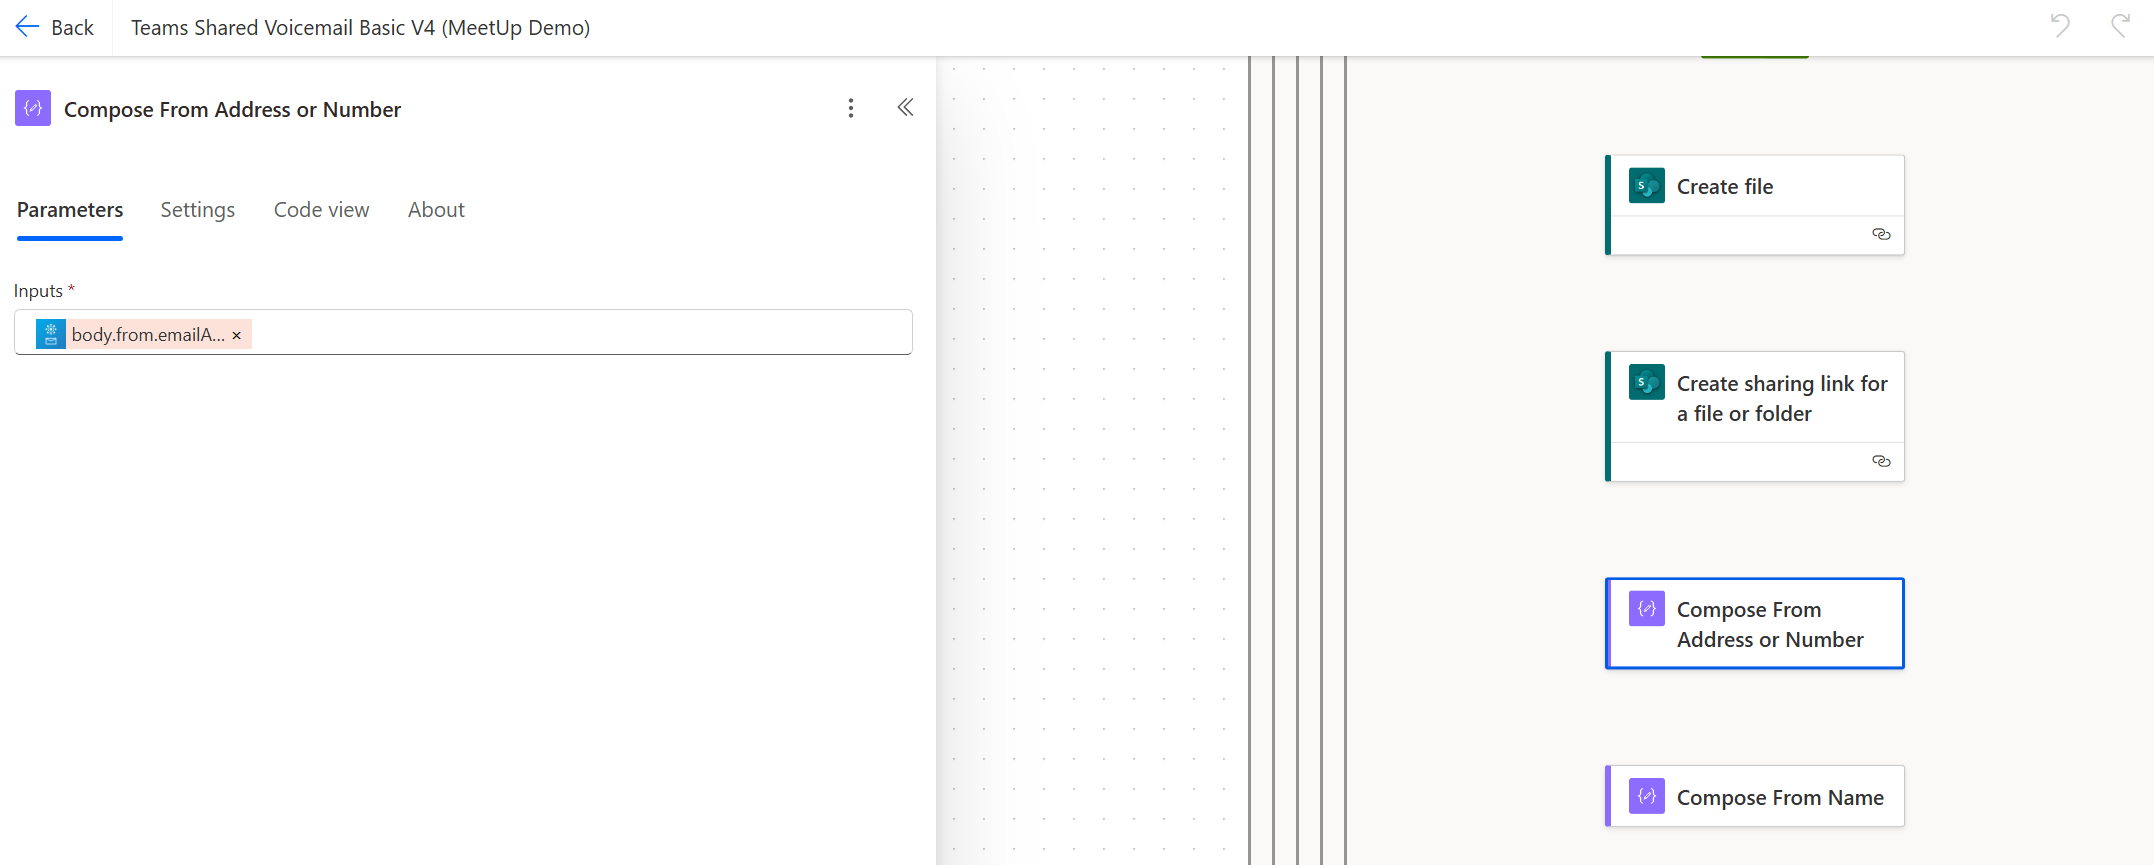 Back
Teams Shared Voicemail Basic V4 (MeetUp Demo)
Compose From Address or Number
Parameters
Settings
Code view
About
Inputs *
body.from.emailA... ×
Create file
Create sharing link for
a file or folder
Compose From
Address or Number
Compose From Name